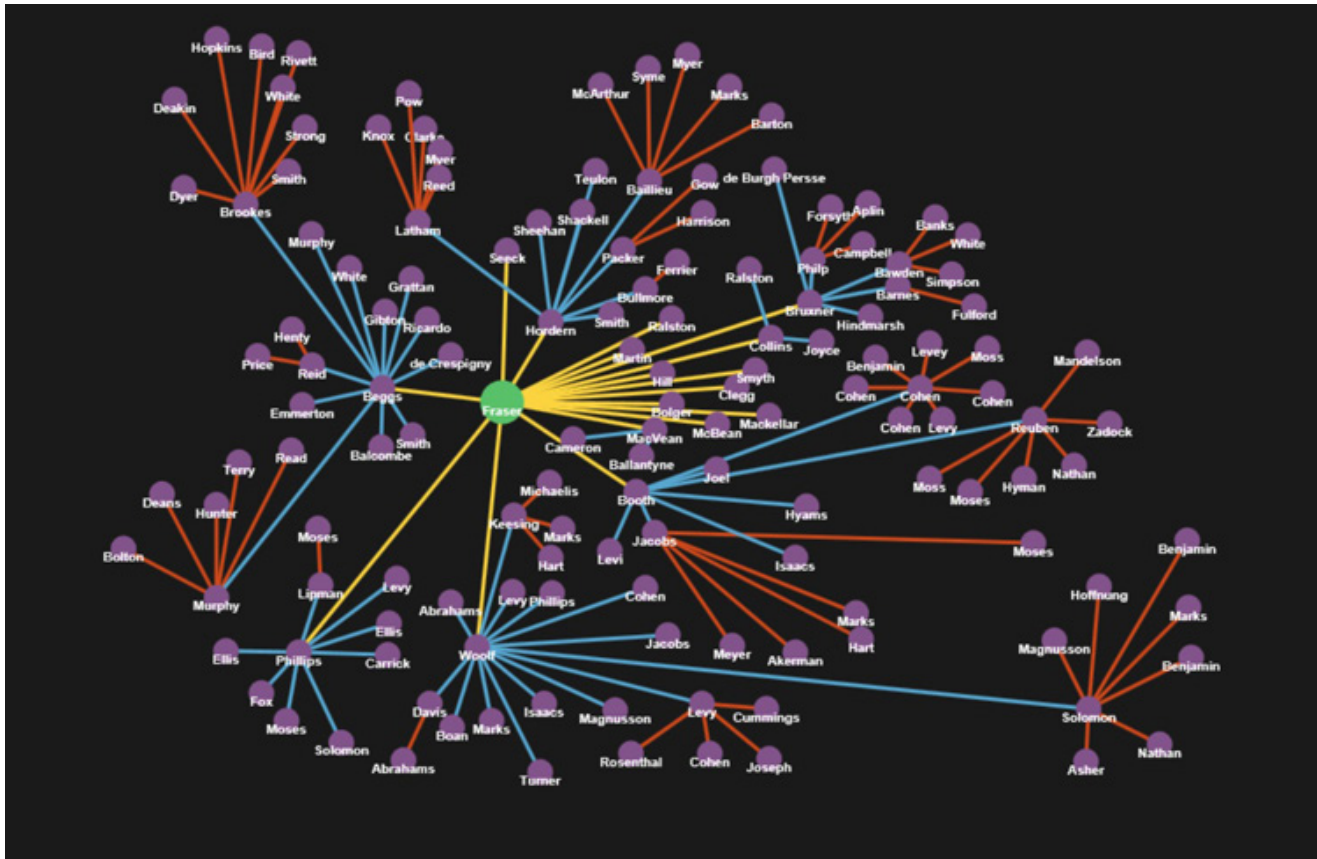 Hopkins
Bird
Rivett
White
Deakin
Strong
Smith
Dyer
Brookes
Pow
Knox
Clarke
Myer
Reed
Latham
McArthur
Syme
Myer
Marks
Barton
Baillieu
Teulon
Gow
de Burgh Persse
Shackell
Sheehan
Harrison
Packer
Seeck
Ferrier
Bullmore
Smith
Hordern
Ralston
Forsyth
Aplin
Campbell
Philp
Banks
White
Bawden
Simpson
Barnes
Fulford
Ralston
Bruxner
Hindmarsh
Collins
Joyce
Murphy
White
Grattan
Gibton
Ricardo
de Crespigny
Henty
Price
Reid
Beggs
Emmerton
Smith
Balcombe
Fraser
Martin
Hill
Smyth
Clegg
Bolger
Mackellar
McBean
MacVean
Cameron
Ballantyne
Levey
Benjamin
Moss
Cohen
Cohen
Cohen
Cohen
Levy
Mandelson
Reuben
Zadock
Moss
Moses
Hyman
Nathan
Joel
Booth
Hyams
Levi
Jacobs
Isaacs
Moses
Read
Terry
Deans
Hunter
Bolton
Murphy
Michaelis
Keesing
Marks
Hart
Moses
Lipman
Levy
Ellis
Ellis
Phillips
Carrick
Fox
Moses
Solomon
Abrahams
Levy
Phillips
Cohen
Woolf
Jacobs
Meyer
Akerman
Marks
Hart
Davis
Boan
Marks
Isaacs
Magnusson
Levy
Cummings
Abrahams
Turner
Rosenthal
Cohen
Joseph
Benjamin
Hoffnung
Marks
Magnusson
Benjamin
Solomon
Nathan
Asher